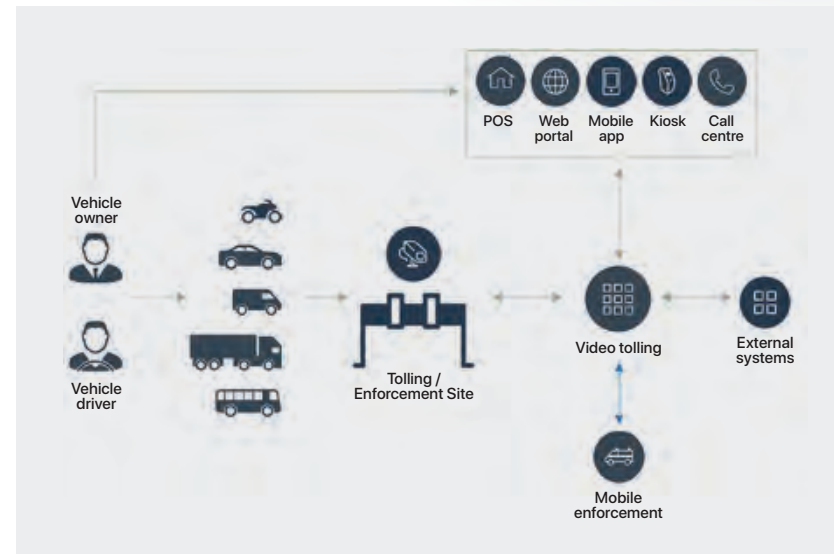 POS
Web
portal
Mobile
app
Kiosk
Call
centre
Vehicle
owner
Vehicle
driver
Tolling /
Enforcement Site
Video tolling
External
systems
Mobile
enforcement